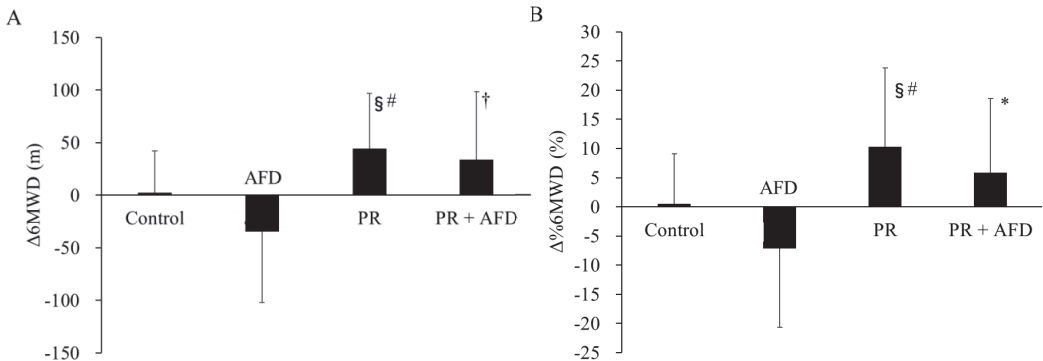 A
150
100
50
0
-50
-100
-150
Δ6MWD (m)
Control
AFD
PR
PR + AFD
§ #
†
B
30
25
20
15
10
5
0
-5
-10
-15
-20
-25
Δ%6MWD (%)
Control
AFD
PR
PR + AFD
§ #
*